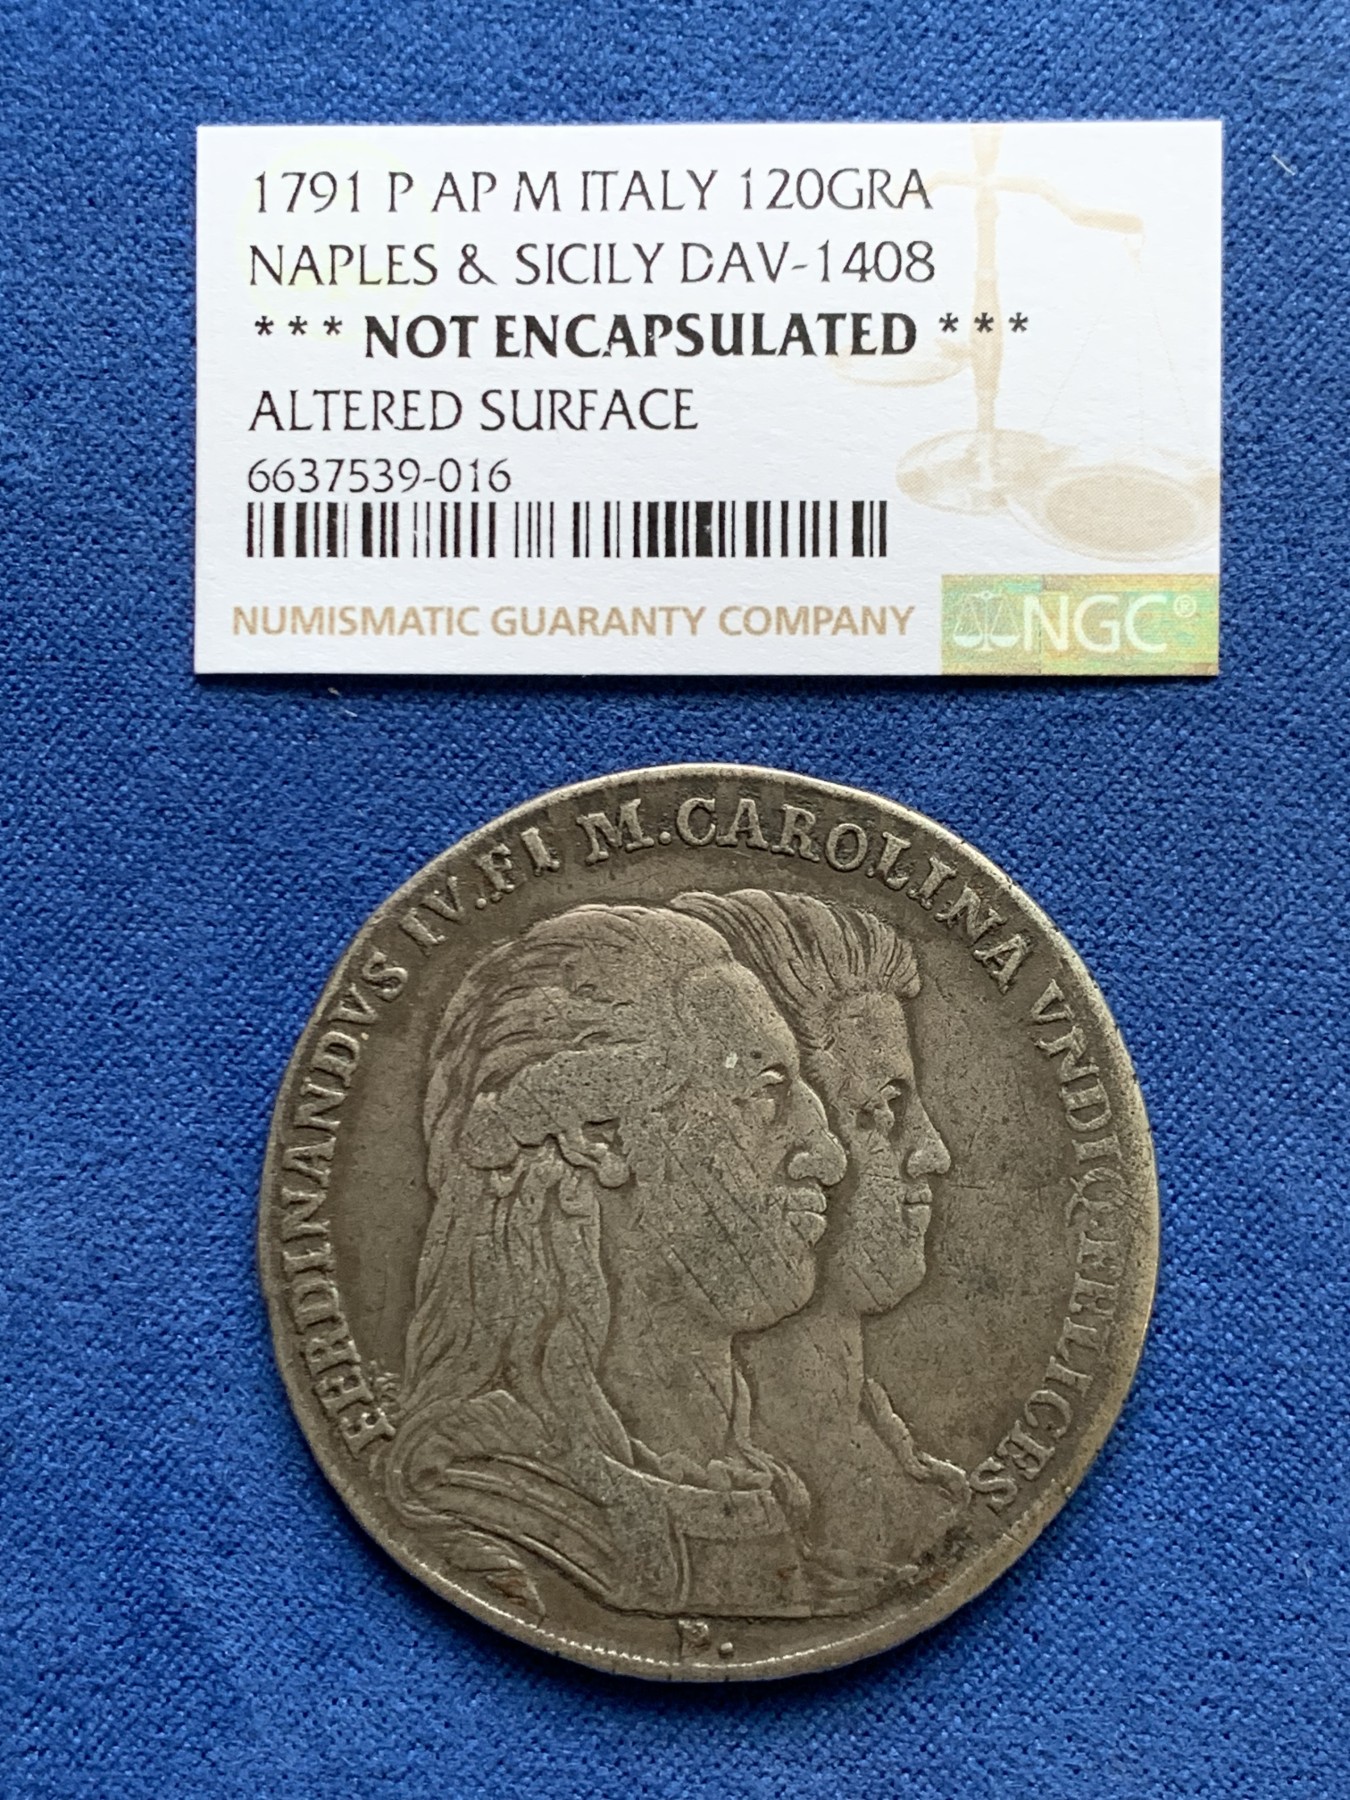 1791 P AP M ITALY 120GRA
NAPLES & SICILY DAV-1408
*** NOT ENCAPSULATED ***
ALTERED SURFACE
6637539-016
NUMISMATIC GUARANTY COMPANY
NGC®
FERDINANDVS IV. ET M. CAROLINA VNDIQ. FELICES
P.